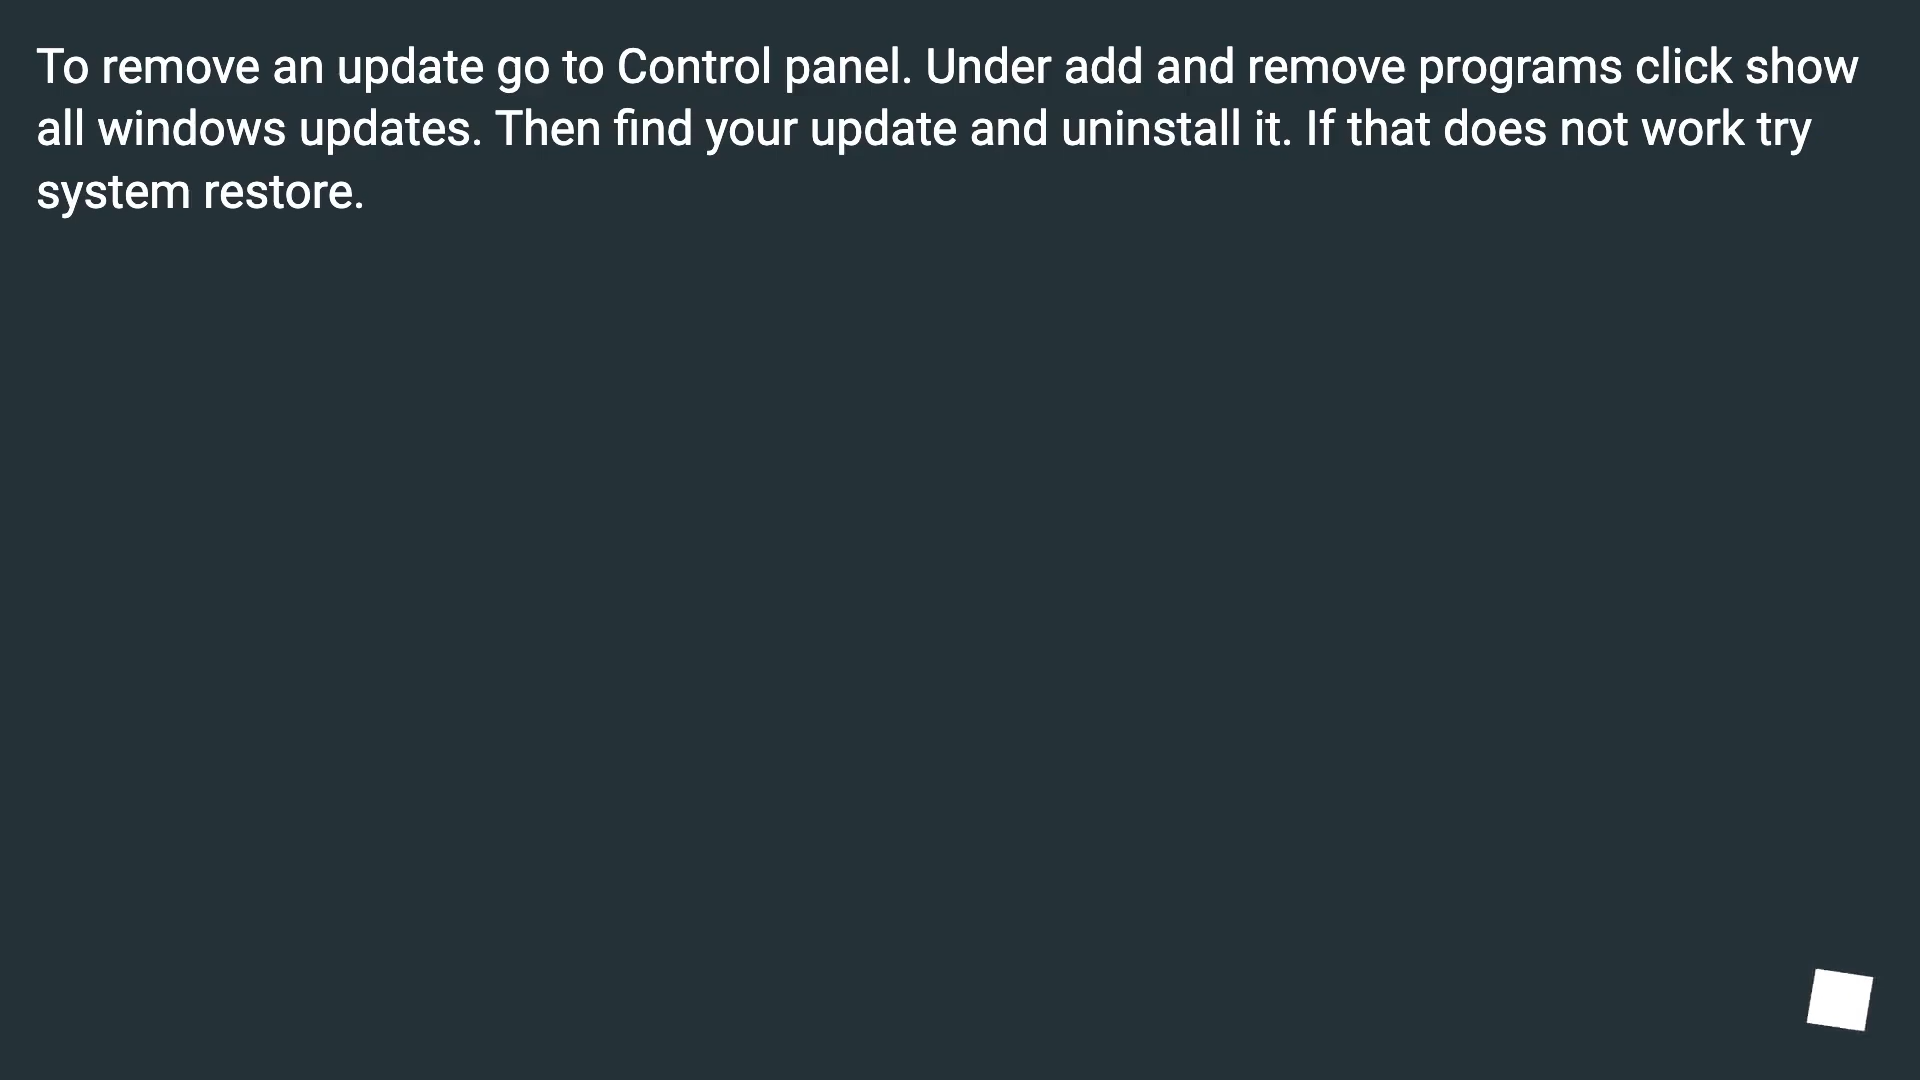 To remove an update go to Control panel. Under add and remove programs click show
all windows updates. Then find your update and uninstall it. If that does not work try
system restore.